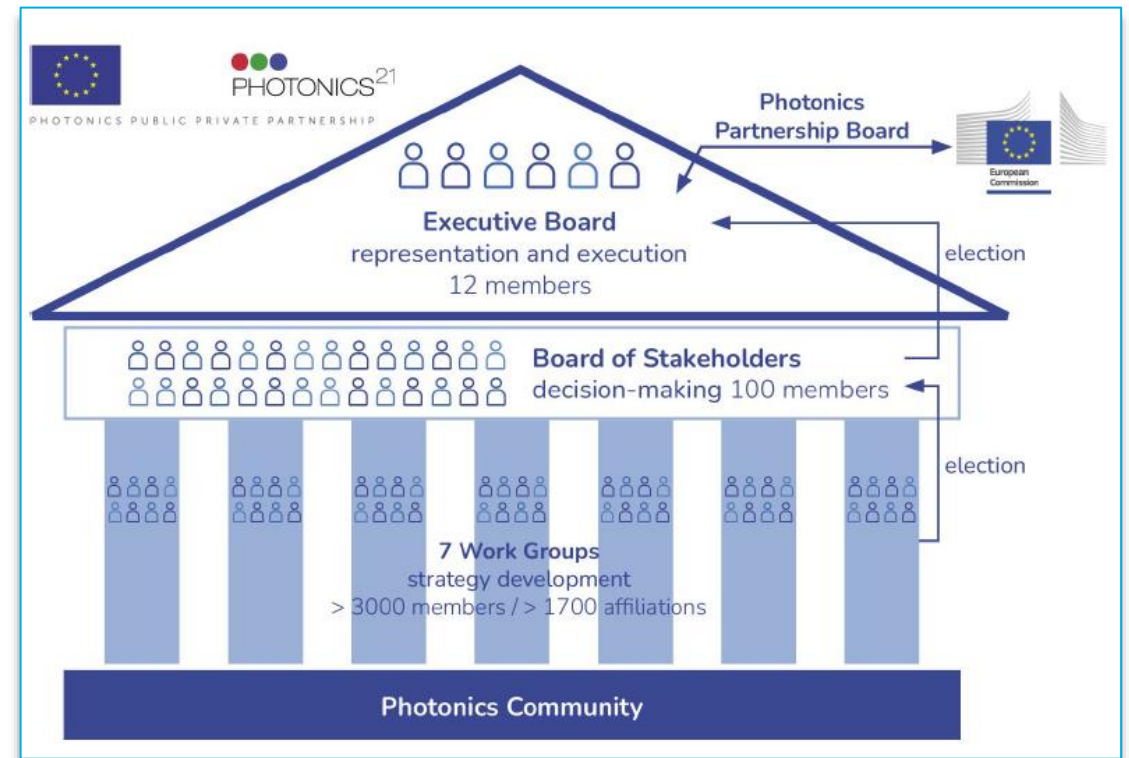 PHOTONICS21
PHOTONICS PUBLIC PRIVATE PARTNERSHIP
Photonics
Partnership Board
European
Commission
Executive Board
representation and execution
12 members
election
Board of Stakeholders
decision-making 100 members
election
7 Work Groups
strategy development
> 3000 members / > 1700 affiliations
Photonics Community